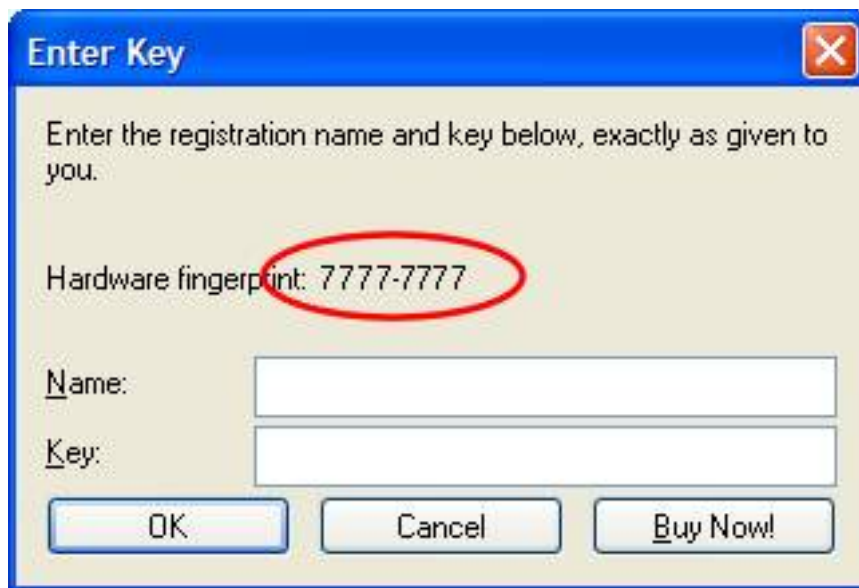 Enter Key
Enter the registration name and key below, exactly as given to
you.
Hardware fingerprint: 7777-7777
Name:
Key:
OK Cancel Buy Now!